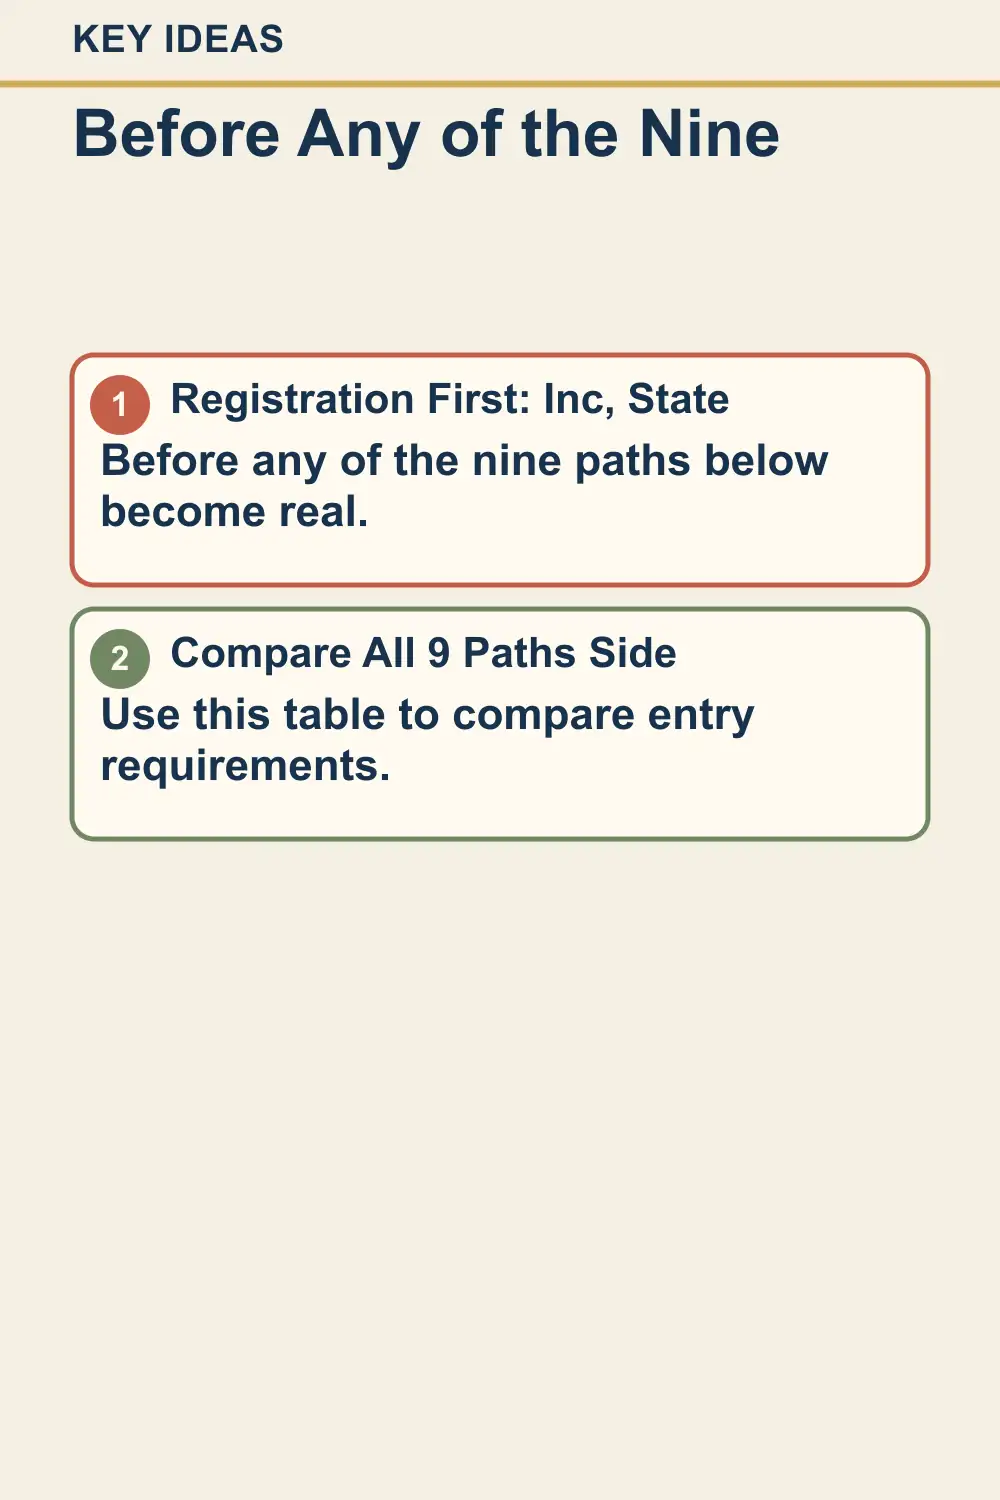 KEY IDEAS
Before Any of the Nine
1 Registration First: Inc, State
Before any of the nine paths below
become real.
2 Compare All 9 Paths Side
Use this table to compare entry
requirements.